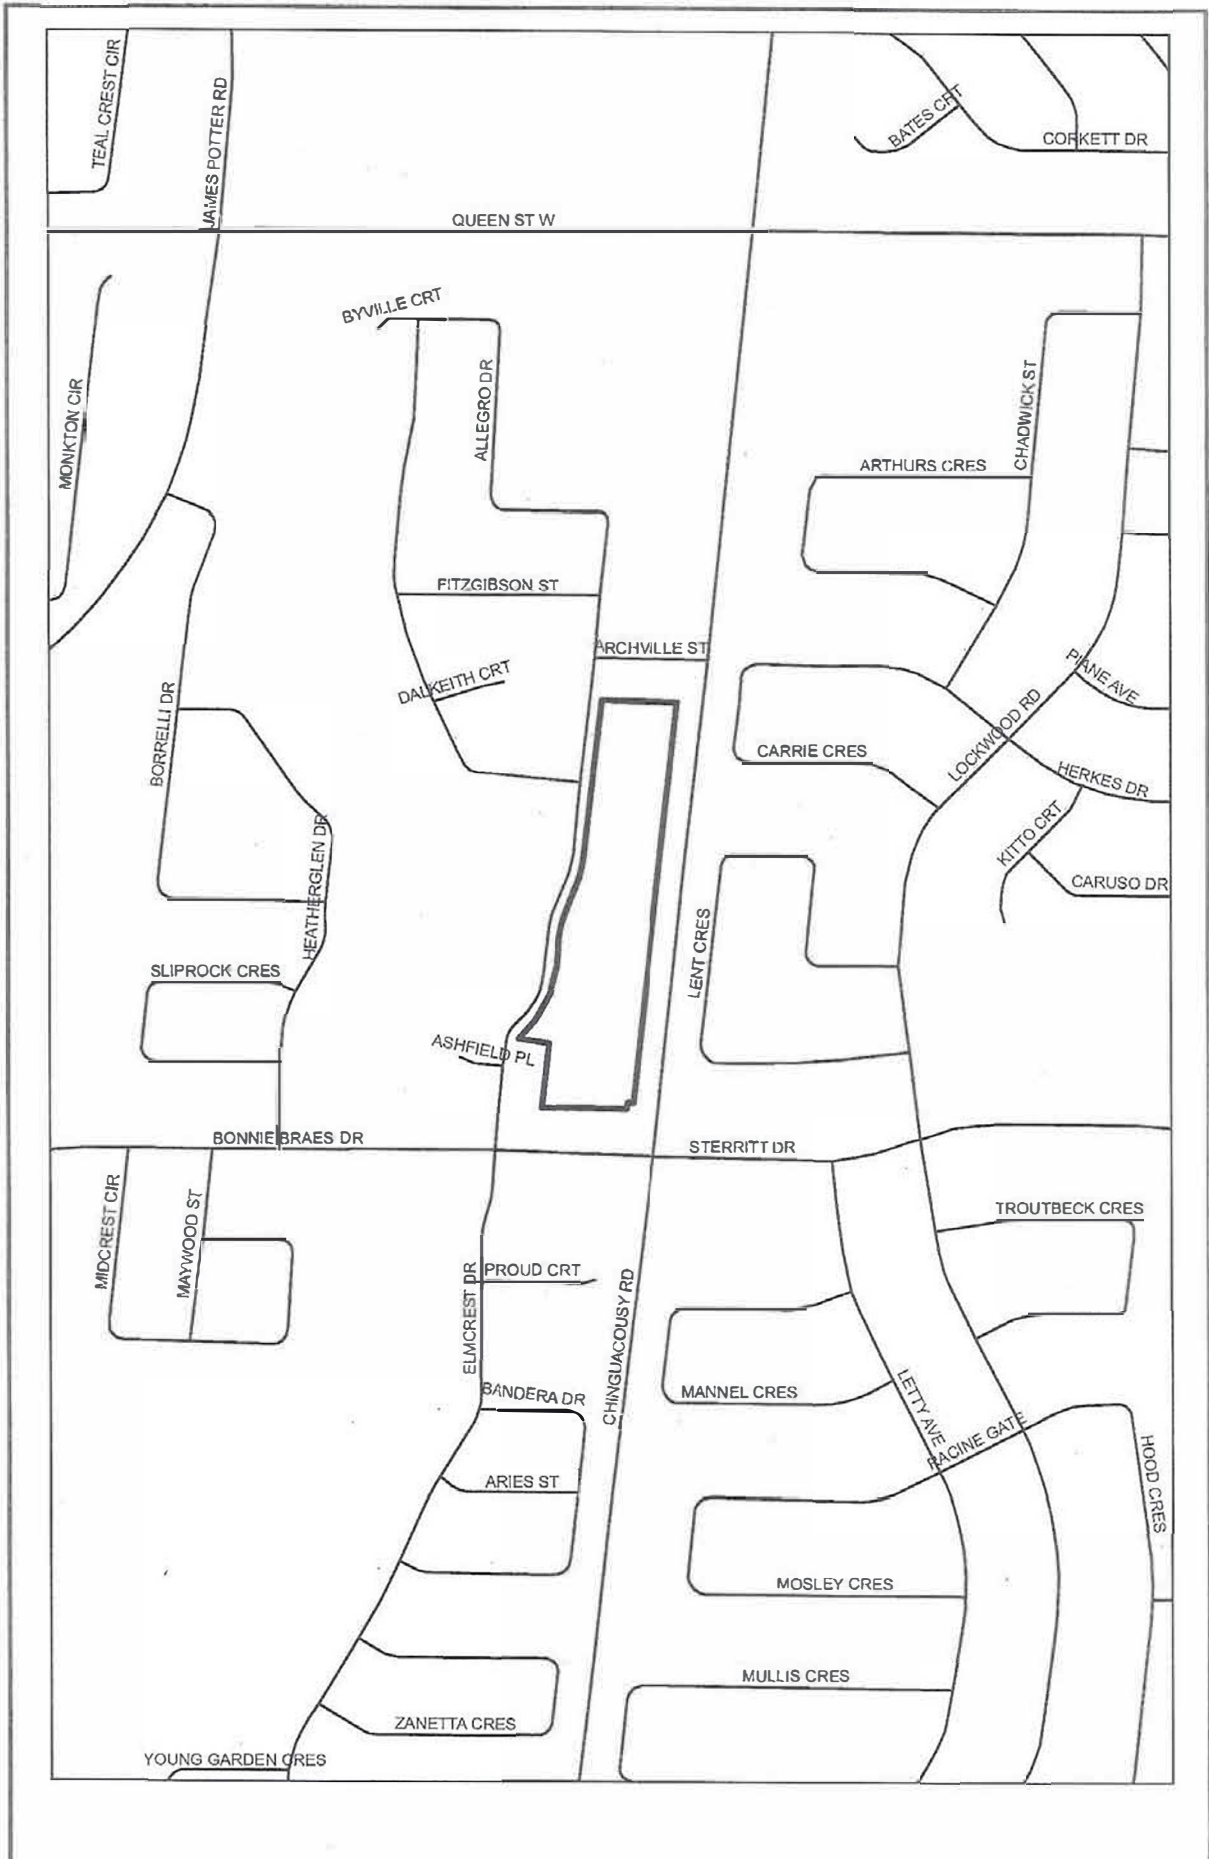 TEAL CREST CIR
JAMES POTTER RD
BATES CRT
CORKETT DR
QUEEN ST W
BYVILLE CRT
MONKTON CIR
ALLEGRO DR
CHADWICK ST
ARTHURS CRES
FITZGIBSON ST
ARCHVILLE ST
DALKEITH CRT
PIANE AVE
BORRELLI DR
LOCKWOOD RD
CARRIE CRES
HERKES DR
KITTO CRT
HEATHERGLEN DR
CARUSO DR
LENT CRES
SLIPROCK CRES
ASHFIELD PL
BONNIE BRAES DR
STERRITT DR
MIDCREST CIR
MAYWOOD ST
TROUTBECK CRES
PROUD CRT
ELMCREST DR
CHINGUACOUSY RD
BANDERA DR
MANNEL CRES
LETTY AVE
RACINE GATE
HOOD CRES
ARIES ST
MOSLEY CRES
MULLIS CRES
ZANETTA CRES
YOUNG GARDEN CRES